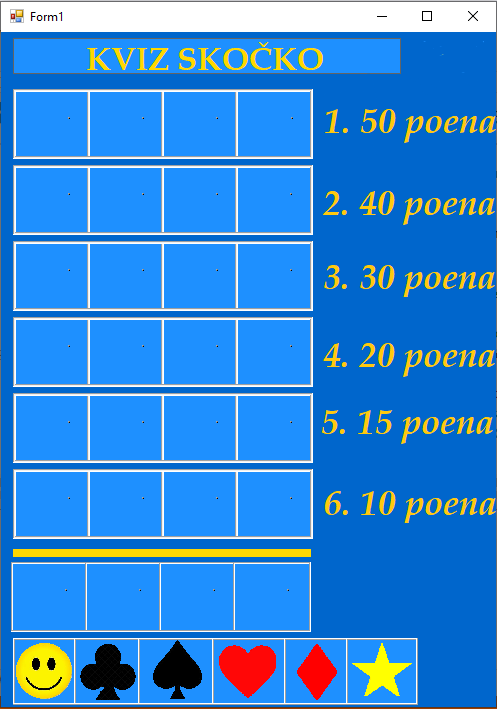 Form1
KVIZ SKOČKO
1. 50 poena
2. 40 poena
3. 30 poena
4. 20 poena
5. 15 poena
6. 10 poena